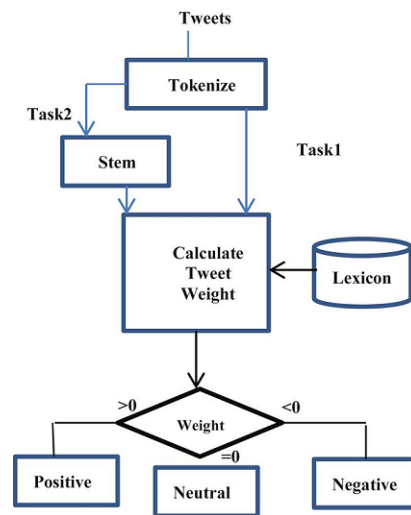 Tweets
Tokenize
Task2
Task1
Stem
Calculate
Tweet
Weight
Lexicon
>0
<0
Weight
=0
Positive
Neutral
Negative